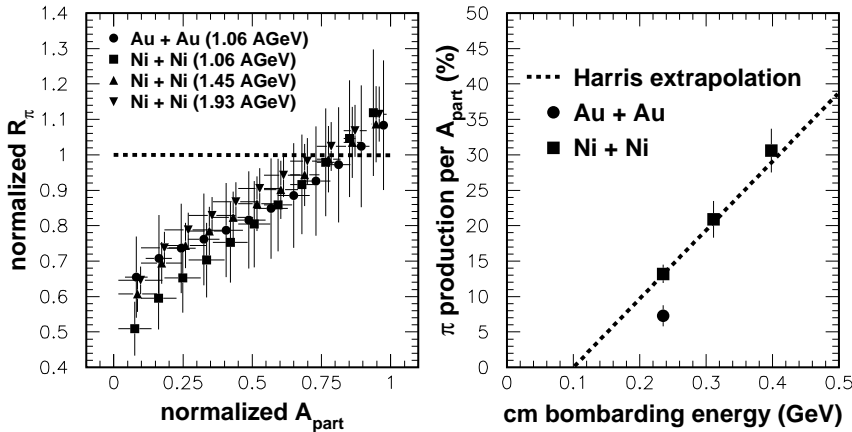 normalized R_π
1.4
1.3
1.2
1.1
1
0.9
0.8
0.7
0.6
0.5
0.4
Au + Au (1.06 AGeV)
Ni + Ni (1.06 AGeV)
Ni + Ni (1.45 AGeV)
Ni + Ni (1.93 AGeV)
0 0.25 0.5 0.75 1
normalized A_part
π production per A_part (%)
50
45
40
35
30
25
20
15
10
5
0
Harris extrapolation
Au + Au
Ni + Ni
0 0.1 0.2 0.3 0.4 0.5
cm bombarding energy (GeV)